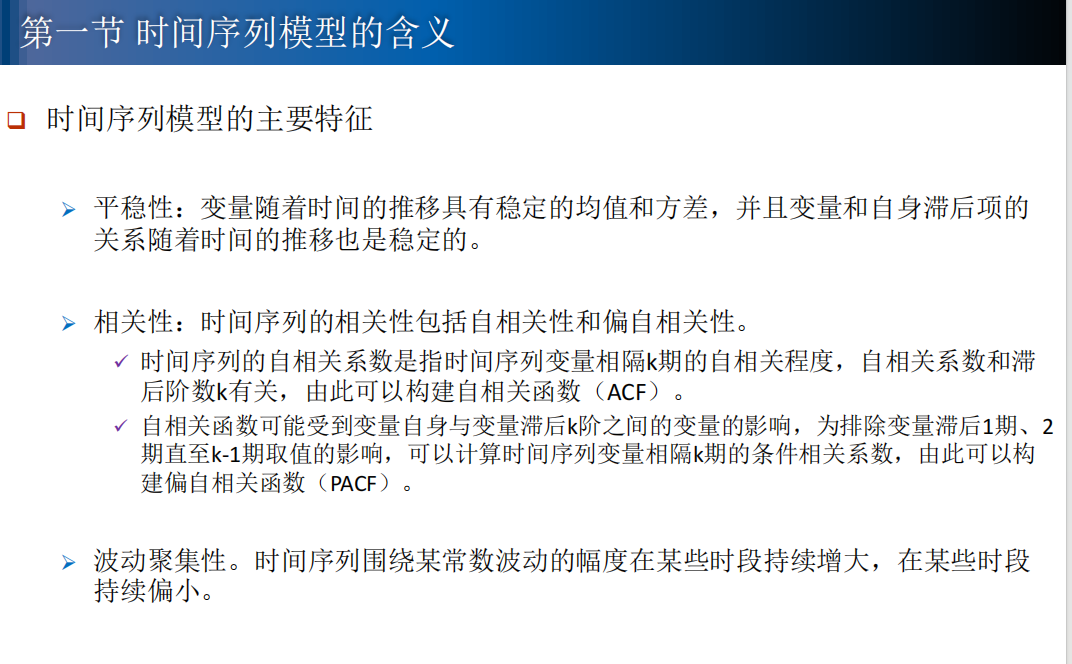 第一节 时间序列模型的含义
时间序列模型的主要特征
平稳性：变量随着时间的推移具有稳定的均值和方差，并且变量和自身滞后项的
关系随着时间的推移也是稳定的。
相关性：时间序列的相关性包括自相关性和偏自相关性。
时间序列的自相关系数是指时间序列变量相隔k期的自相关程度，自相关系数和滞
后阶数k有关，由此可以构建自相关函数（ACF）。
自相关函数可能受到变量自身与变量滞后k阶之间的变量的影响，为排除变量滞后1期、2
期直至k-1期取值的影响，可以计算时间序列变量相隔k期的条件相关系数，由此可以构
建偏自相关函数（PACF）。
波动聚集性。时间序列围绕某常数波动的幅度在某些时段持续增大，在某些时段
持续偏小。